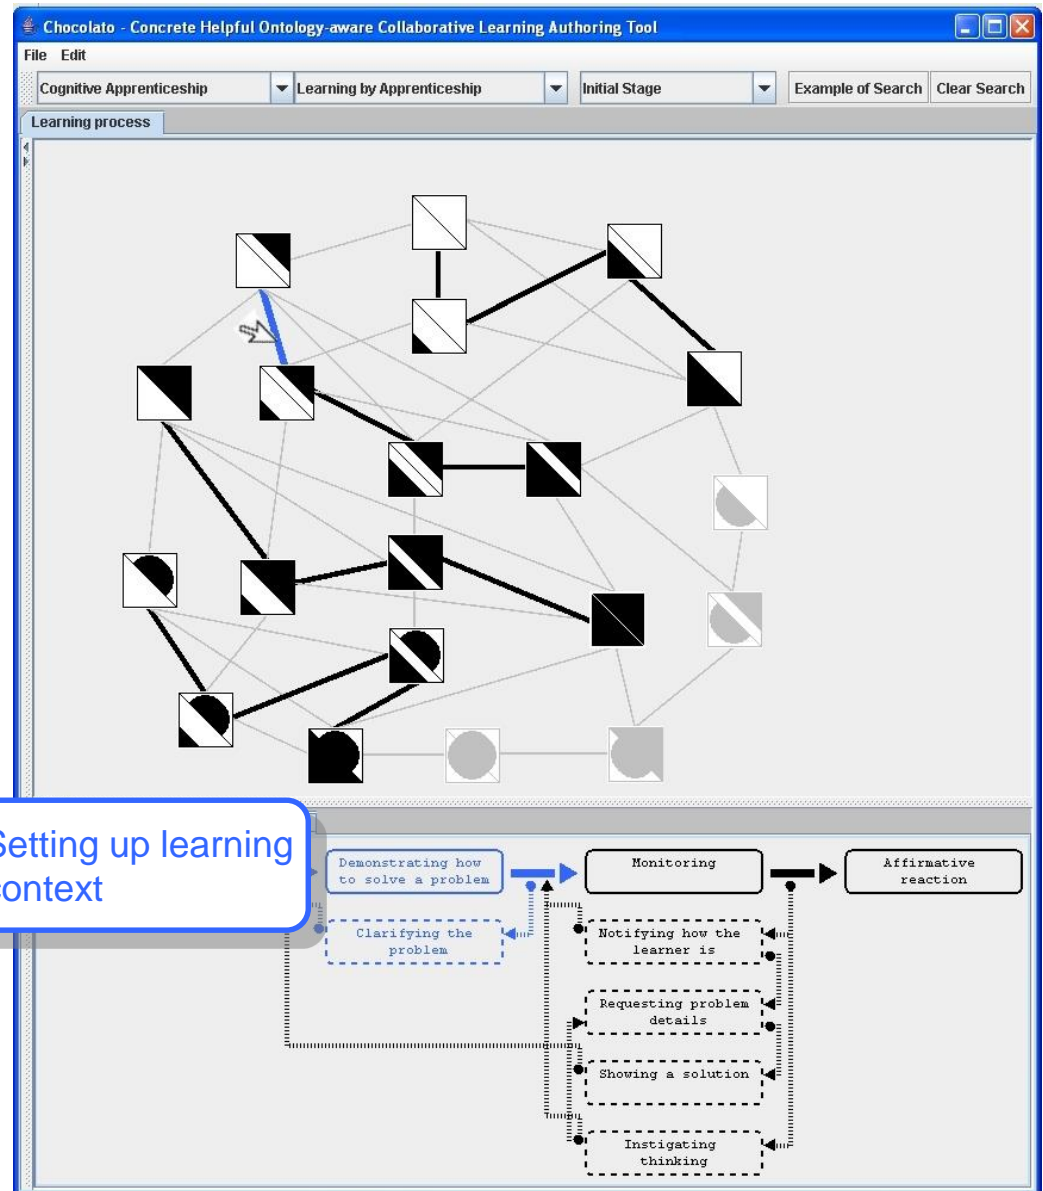 Chocolato - Concrete Helpful Ontology-aware Collaborative Learning Authoring Tool
File Edit
Cognitive Apprenticeship Learning by Apprenticeship Initial Stage Example of Search Clear Search
Learning process
Setting up learning
context
Demonstrating how
to solve a problem
Monitoring
Affirmative
reaction
Clarifying the
problem
Notifying how the
learner is
Requesting problem
details
Showing a solution
Instigating
thinking